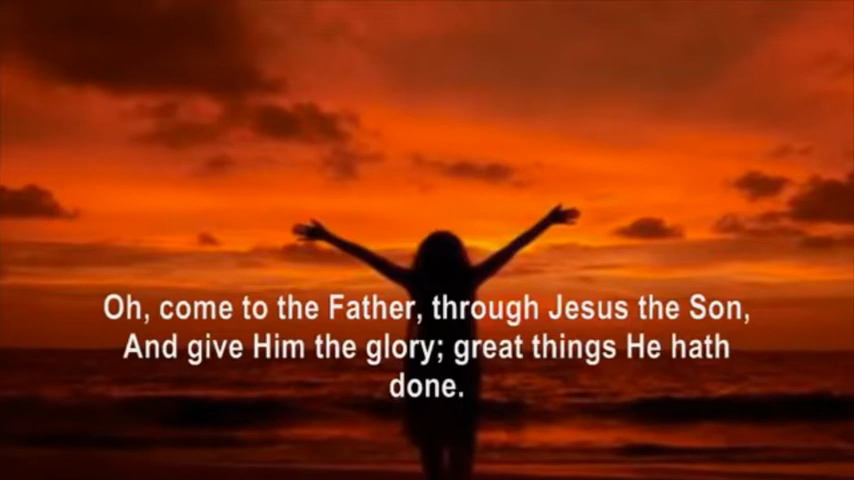 Oh, come to the Father, through Jesus the Son,
And give Him the glory; great things He hath
done.